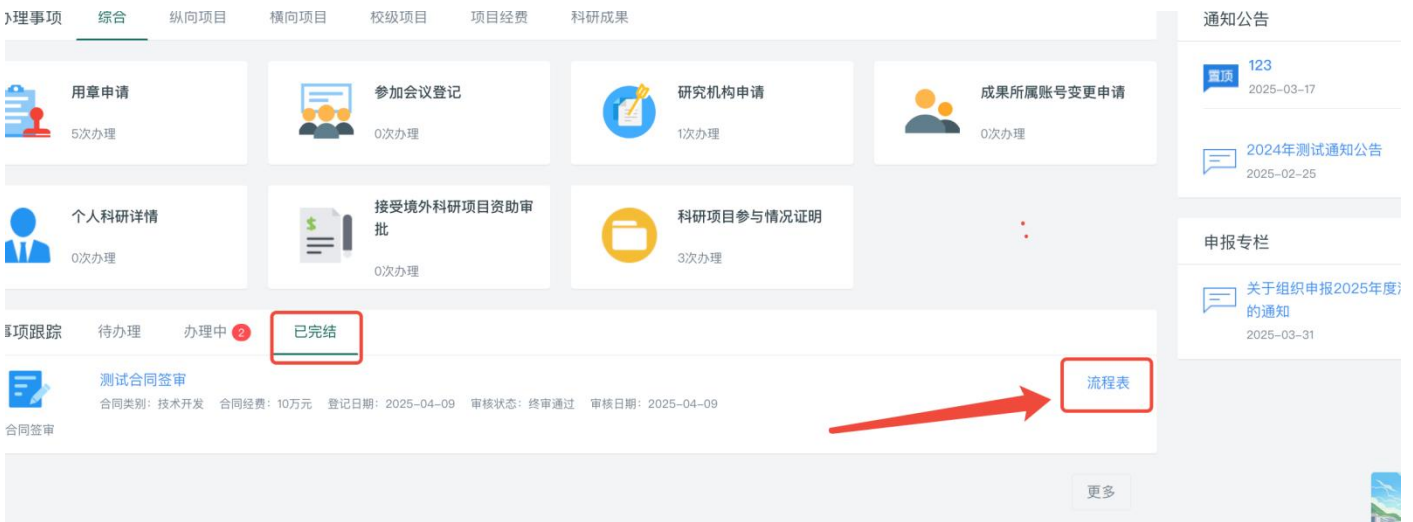 办理事项 综合 纵向项目 横向项目 校级项目 项目经费 科研成果
用章申请
5次办理
参加会议登记
0次办理
研究机构申请
1次办理
成果所属账号变更申请
0次办理
个人科研详情
0次办理
接受境外科研项目资助审
批
0次办理
科研项目参与情况证明
3次办理
事项跟踪 待办理 办理中 2 已完结
测试合同签审
流程表
合同类别：技术开发 合同经费：10万元 登记日期：2025-04-09 审核状态：终审通过 审核日期：2025-04-09
合同签审
更多
通知公告
置顶
123
2025-03-17
2024年测试通知公告
2025-02-25
申报专栏
关于组织申报2025年度
的通知
2025-03-31